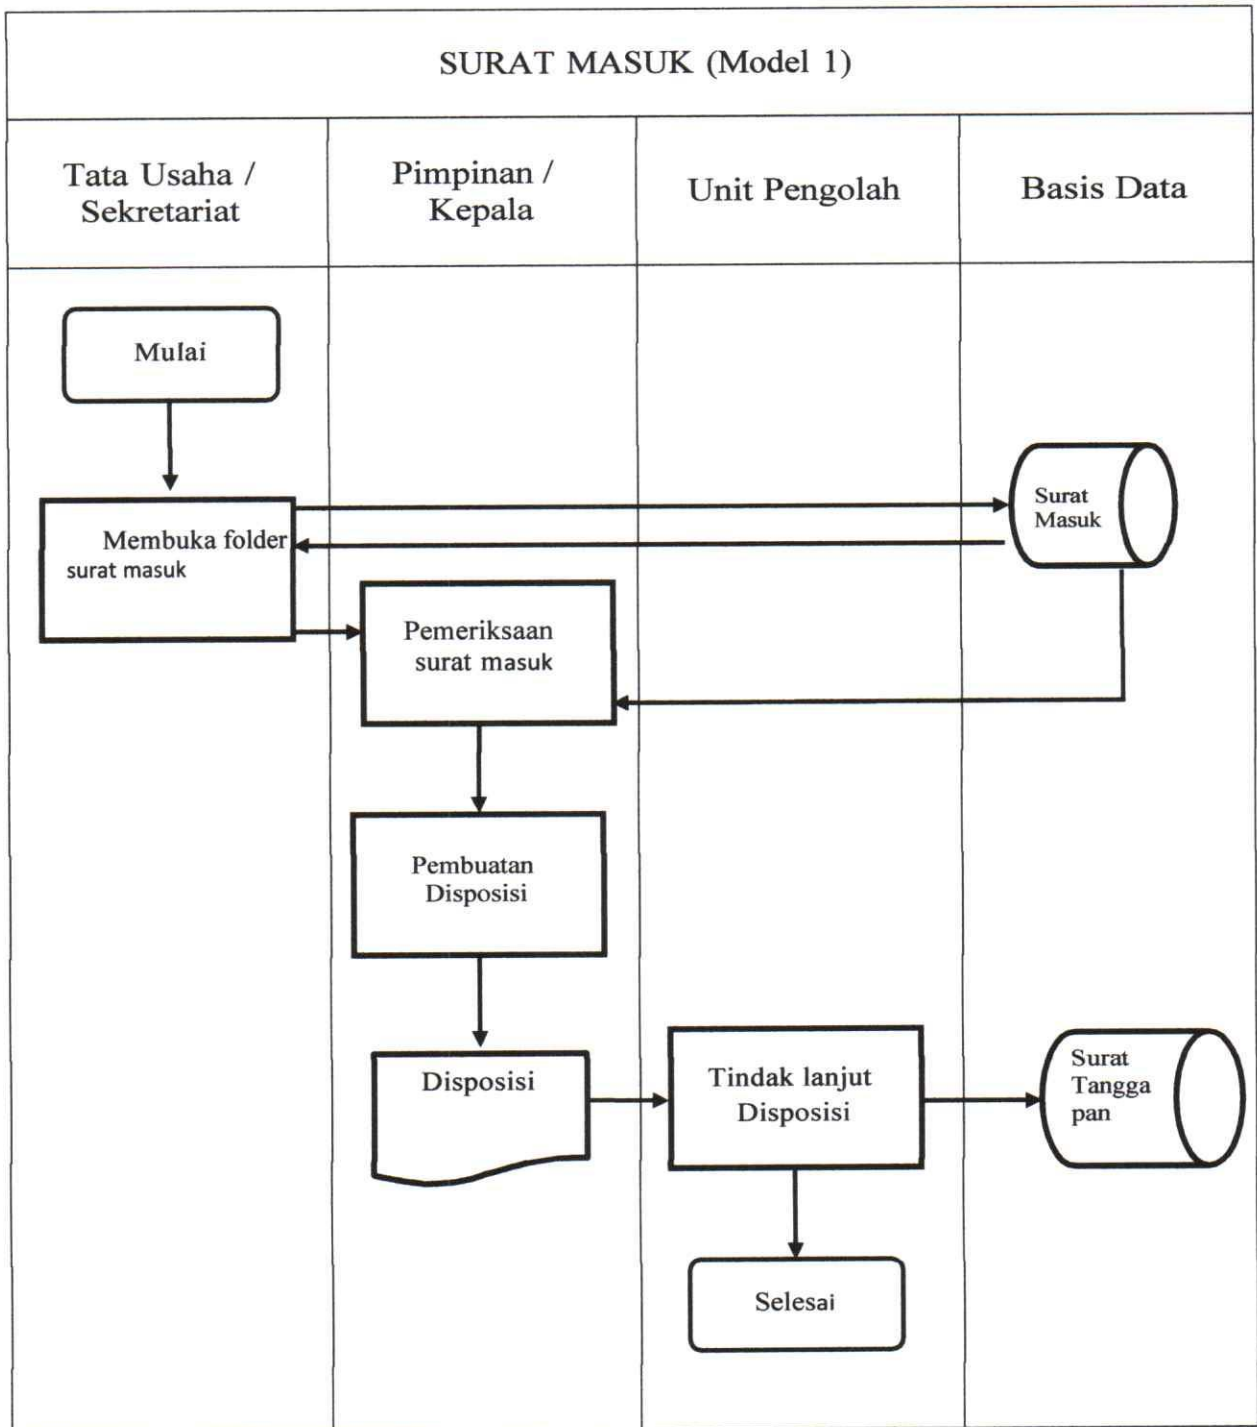 SURAT MASUK (Model 1)
Tata Usaha /
Sekretariat
Pimpinan /
Kepala
Unit Pengolah
Basis Data
Mulai
Surat
Masuk
Membuka folder
surat masuk
Pemeriksaan
surat masuk
Pembuatan
Disposisi
Disposisi
Tindak lanjut
Disposisi
Surat
Tangga
pan
Selesai